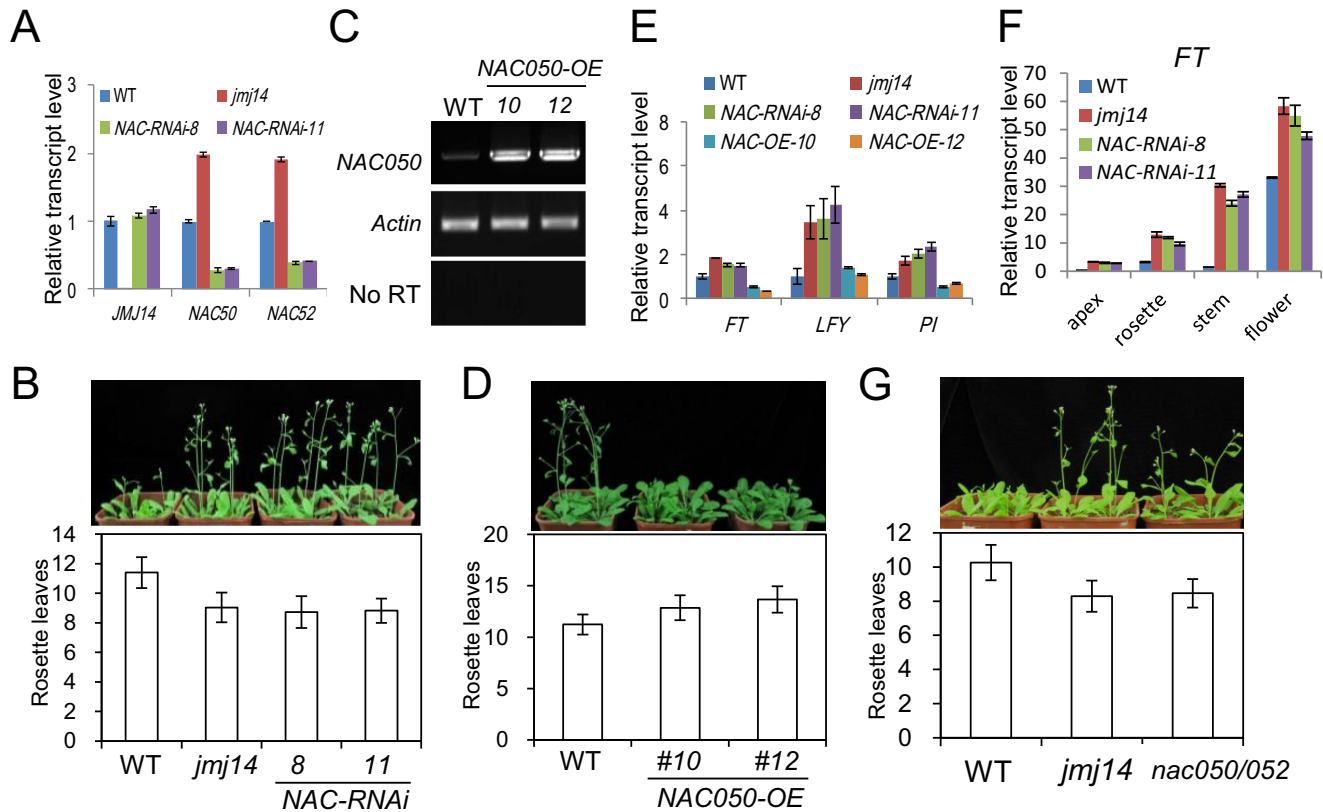 A
Relative transcript level
3
2
1
0
WT
jmj14
NAC-RNAi-8
NAC-RNAi-11
JMJ14
NAC50
NAC52
C
NAC050-OE
WT
10
12
NAC050
Actin
No RT
E
Relative transcript level
8
6
4
2
0
WT
jmj14
NAC-RNAi-8
NAC-RNAi-11
NAC-OE-10
NAC-OE-12
FT
LFY
PI
F
FT
Relative transcript level
70
60
50
40
30
20
10
0
WT
jmj14
NAC-RNAi-8
NAC-RNAi-11
apex
rosette
stem
flower
B
Rosette leaves
14
12
10
8
6
4
2
0
WT
jmj14
8
11
NAC-RNAi
D
Rosette leaves
20
15
10
5
0
WT
#10
#12
NAC050-OE
G
Rosette leaves
12
10
8
6
4
2
0
WT
jmj14
nac050/052